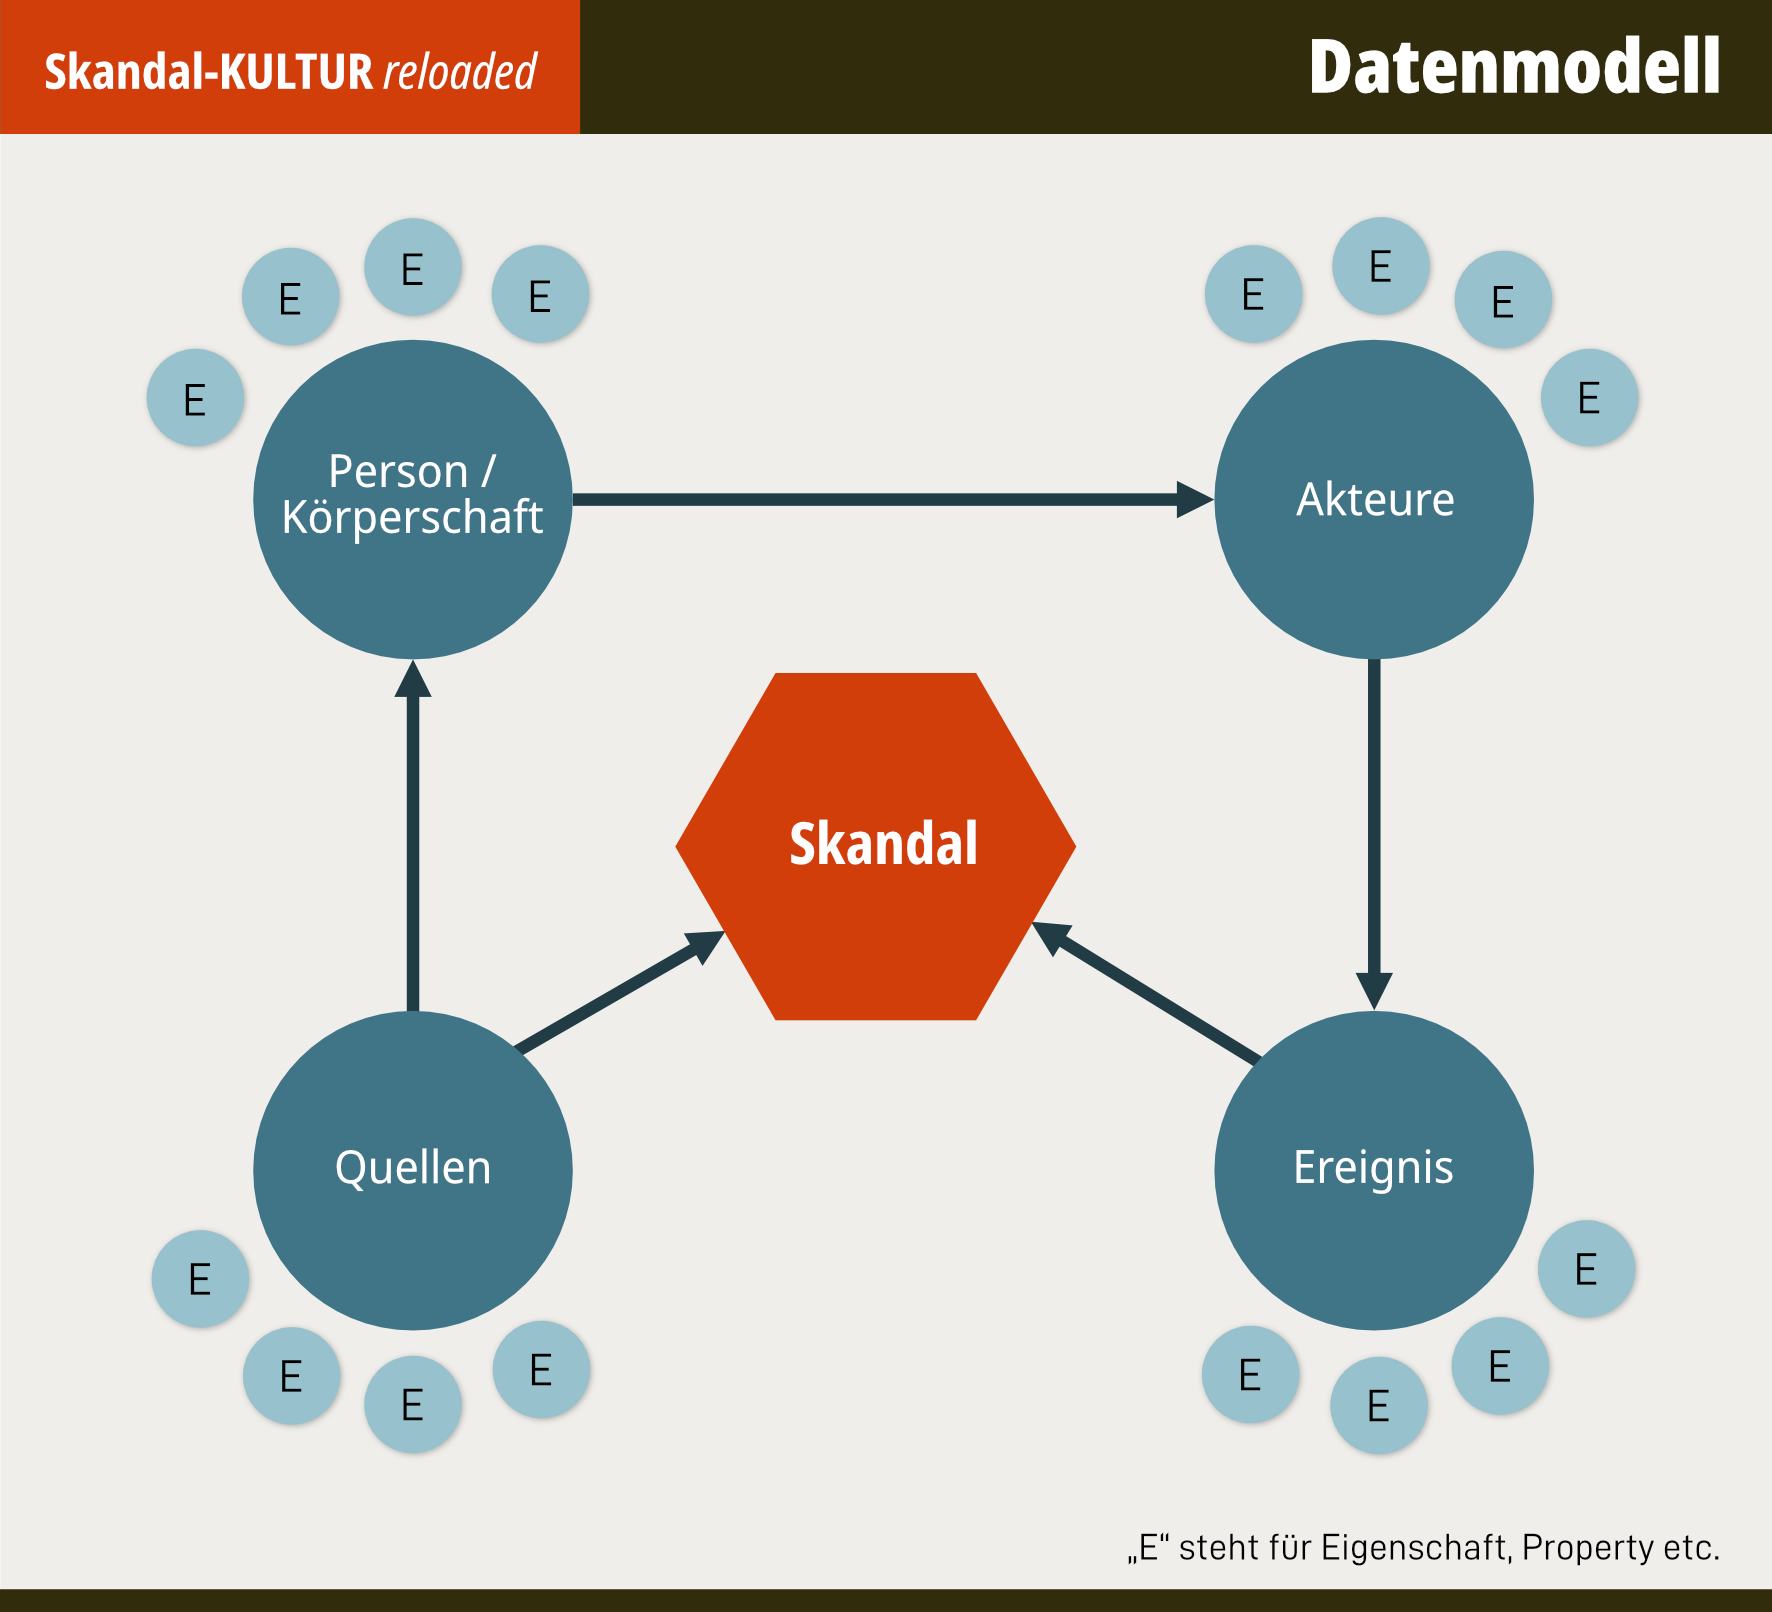 Skandal-KULTUR reloaded
Datenmodell
E
E
E
E
Person /
Körperschaft
E
E
E
E
Akteure
Skandal
Quellen
E
E
E
E
Ereignis
E
E
E
E
„E“ steht für Eigenschaft, Property etc.